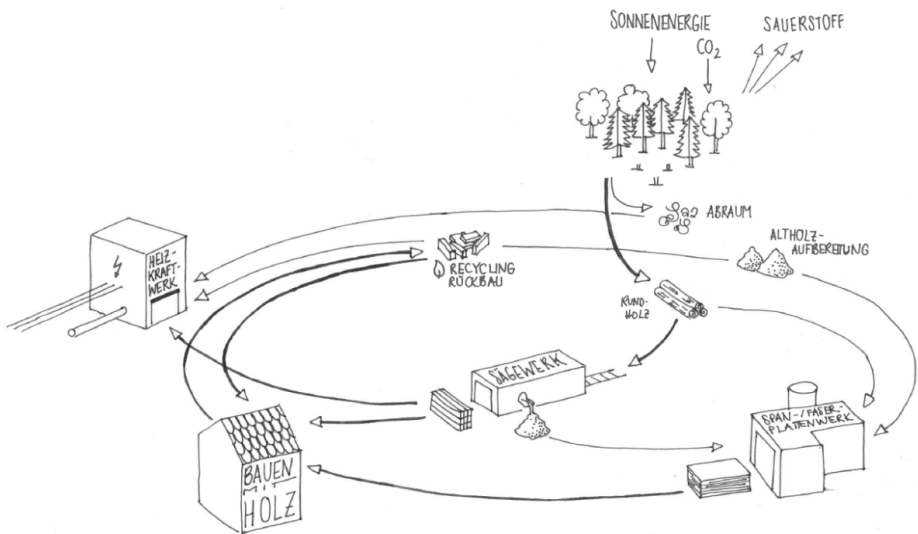 SONNENENERGIE
SAUERSTOFF
CO₂
ABRAUM
ALTHOLZ-
AUFBEREITUNG
HEIZ-
KRAFT-
WERK
RECYCLING
RÜCKBAU
RUND-
HOLZ
SÄGEWERK
SPAN-/FASER-
PLATTENWERK
BAUEN
MIT
HOLZ